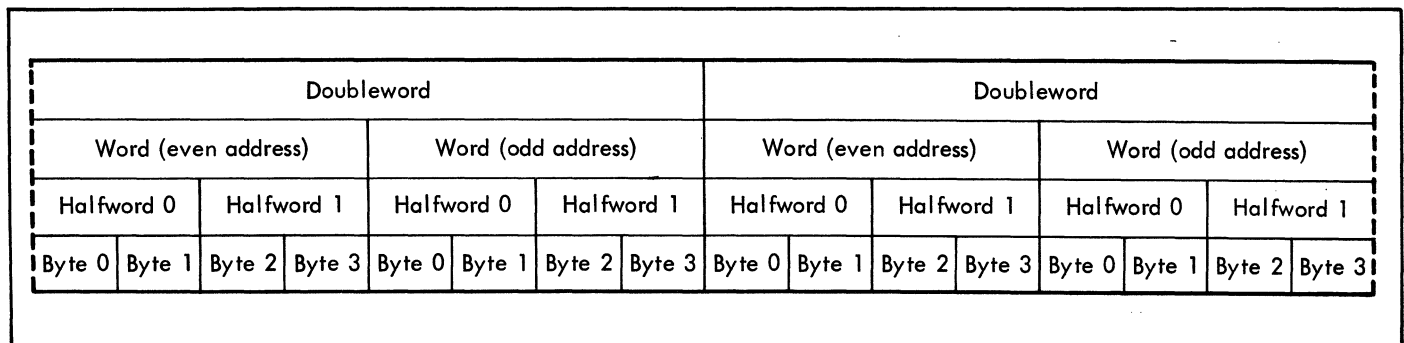 Doubleword Doubleword
Word (even address) Word (odd address) Word (even address) Word (odd address)
Halfword 0 Halfword 1 Halfword 0 Halfword 1 Halfword 0 Halfword 1 Halfword 0 Halfword 1
Byte 0 Byte 1 Byte 2 Byte 3 Byte 0 Byte 1 Byte 2 Byte 3 Byte 0 Byte 1 Byte 2 Byte 3 Byte 0 Byte 1 Byte 2 Byte 3